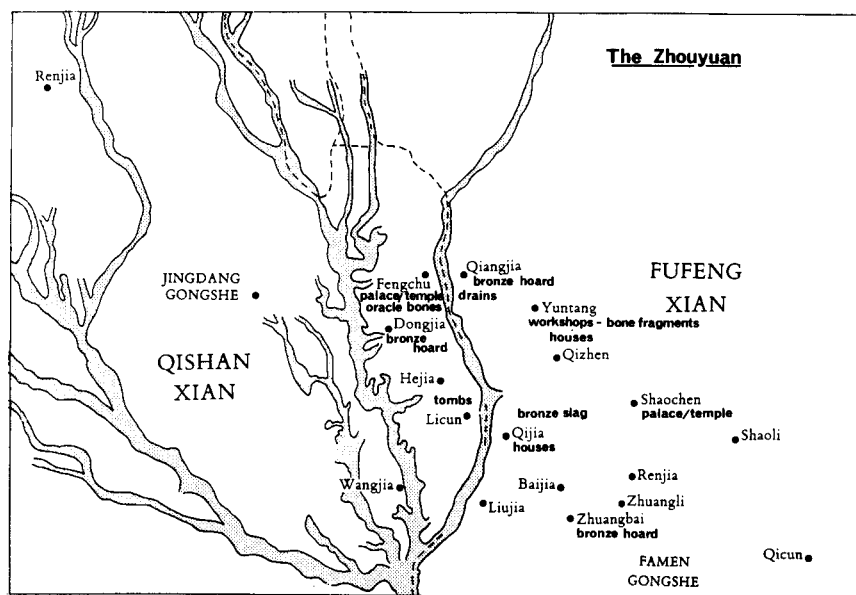 The Zhouyuan
Renjia
JINGDANG
GONGSHE
QISHAN
XIAN
Fengchu
palace/temple
oracle bones
drains
Qiangjia
bronze hoard
FUFENG
XIAN
Yuntang
workshops - bone fragments
houses
Dongjia
bronze
hoard
Qizhen
Hejia
tombs
Licun
bronze slag
Shaochen
palace/temple
Qijia
houses
Shaoli
Wangjia
Liujia
Baijia
Renjia
Zhuangli
Zhuangbai
bronze hoard
FAMEN
GONGSHE
Qicun